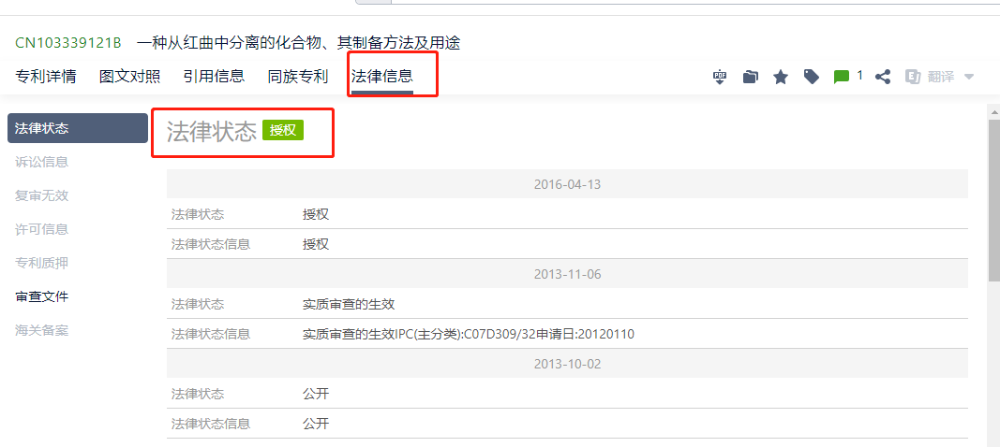 CN103339121B 一种从红曲中分离的化合物、其制备方法及用途
专利详情 图文对照 引用信息 同族专利 法律信息 PDF 1 翻译
法律状态
诉讼信息
复审无效
许可信息
专利质押
审查文件
海关备案
法律状态 授权
2016-04-13
法律状态 授权
法律状态信息 授权
2013-11-06
法律状态 实质审查的生效
法律状态信息 实质审查的生效IPC(主分类):C07D309/32申请日:20120110
2013-10-02
法律状态 公开
法律状态信息 公开